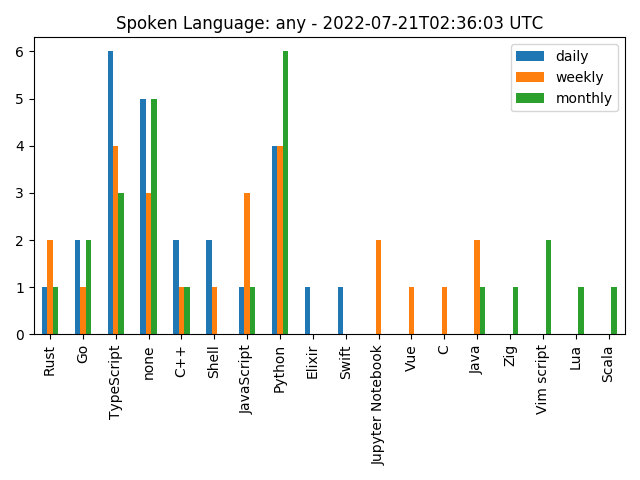 Spoken Language: any - 2022-07-21T02:36:03 UTC
daily
weekly
monthly
6
5
4
3
2
1
0
Rust
Go
TypeScript
none
C++
Shell
JavaScript
Python
Elixir
Swift
Jupyter Notebook
Vue
C
Java
Zig
Vim script
Lua
Scala